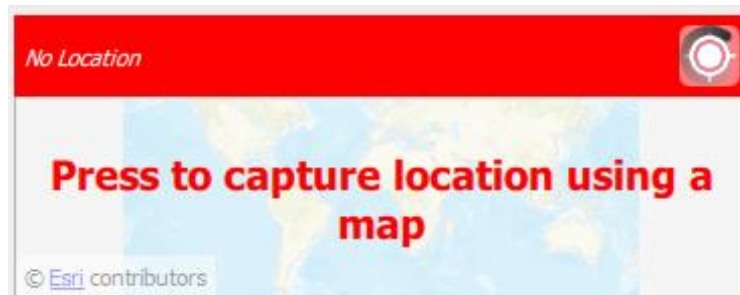 No Location
Press to capture location using a
map
© Esri contributors